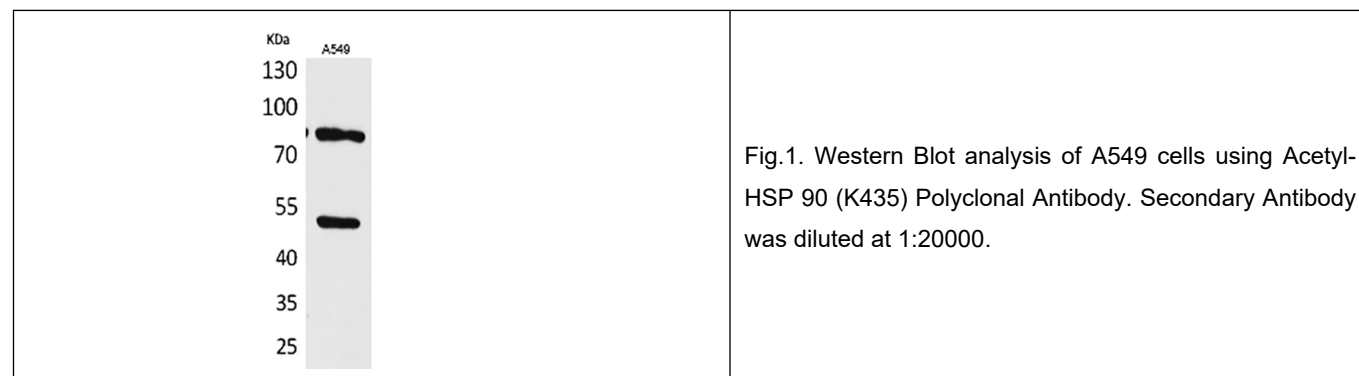 KDa
A549
130
100
70
55
40
35
25
Fig.1. Western Blot analysis of A549 cells using Acetyl-
HSP 90 (K435) Polyclonal Antibody. Secondary Antibody
was diluted at 1:20000.